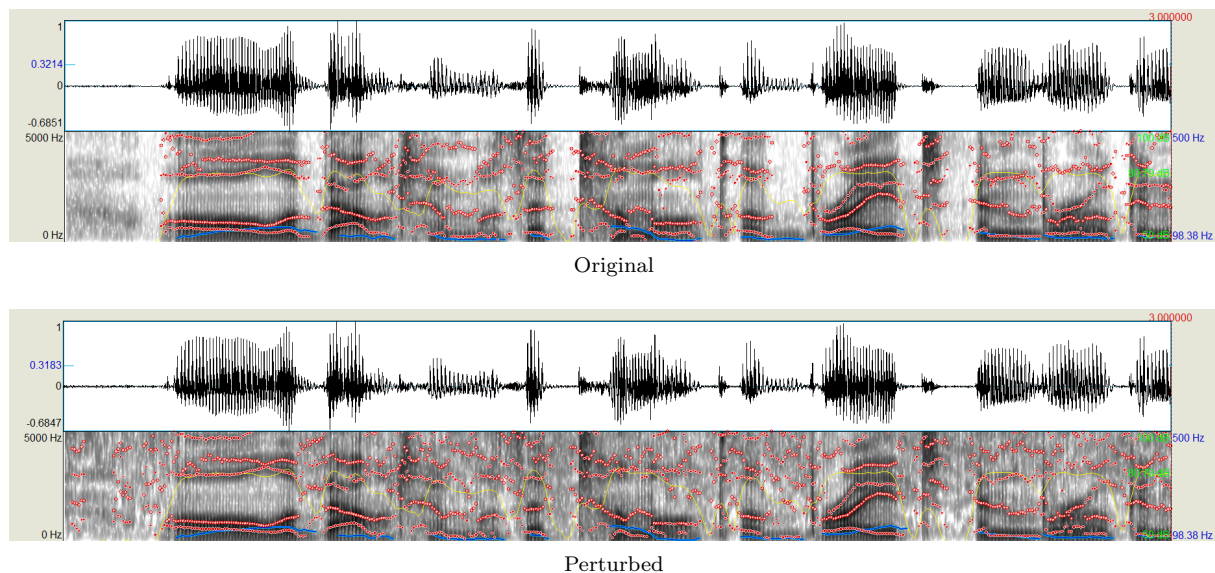 3.000000
1
0.3214
0
-0.6851
5000 Hz
500 Hz
0 Hz
98.38 Hz
Original
3.000000
1
0.3183
0
-0.6847
5000 Hz
500 Hz
0 Hz
98.38 Hz
Perturbed